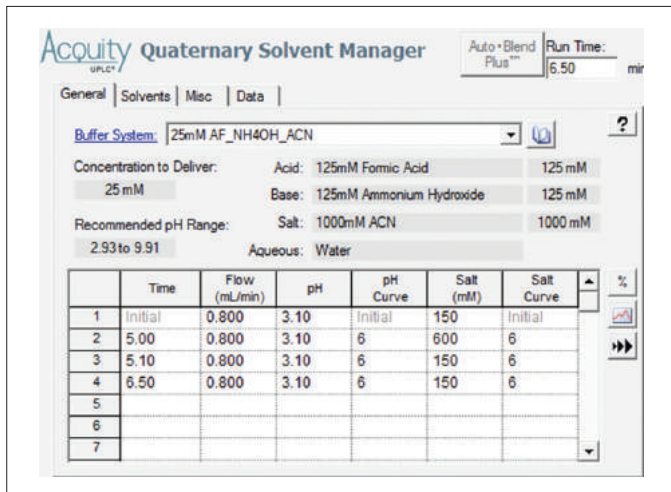 Acquity UPLC® Quaternary Solvent Manager
Auto•Blend Plus™
Run Time:
6.50 min
General Solvents Misc Data
Buffer System: 25mM AF_NH4OH_ACN
?
Concentration to Deliver: Acid: 125mM Formic Acid 125 mM
25 mM Base: 125mM Ammonium Hydroxide 125 mM
Recommended pH Range: Salt: 1000mM ACN 1000 mM
2.93 to 9.91 Aqueous: Water
Time Flow (mL/min) pH pH Curve Salt (mM) Salt Curve %
1 Initial 0.800 3.10 Initial 150 Initial
2 5.00 0.800 3.10 6 600 6
3 5.10 0.800 3.10 6 150 6
4 6.50 0.800 3.10 6 150 6
5
6
7